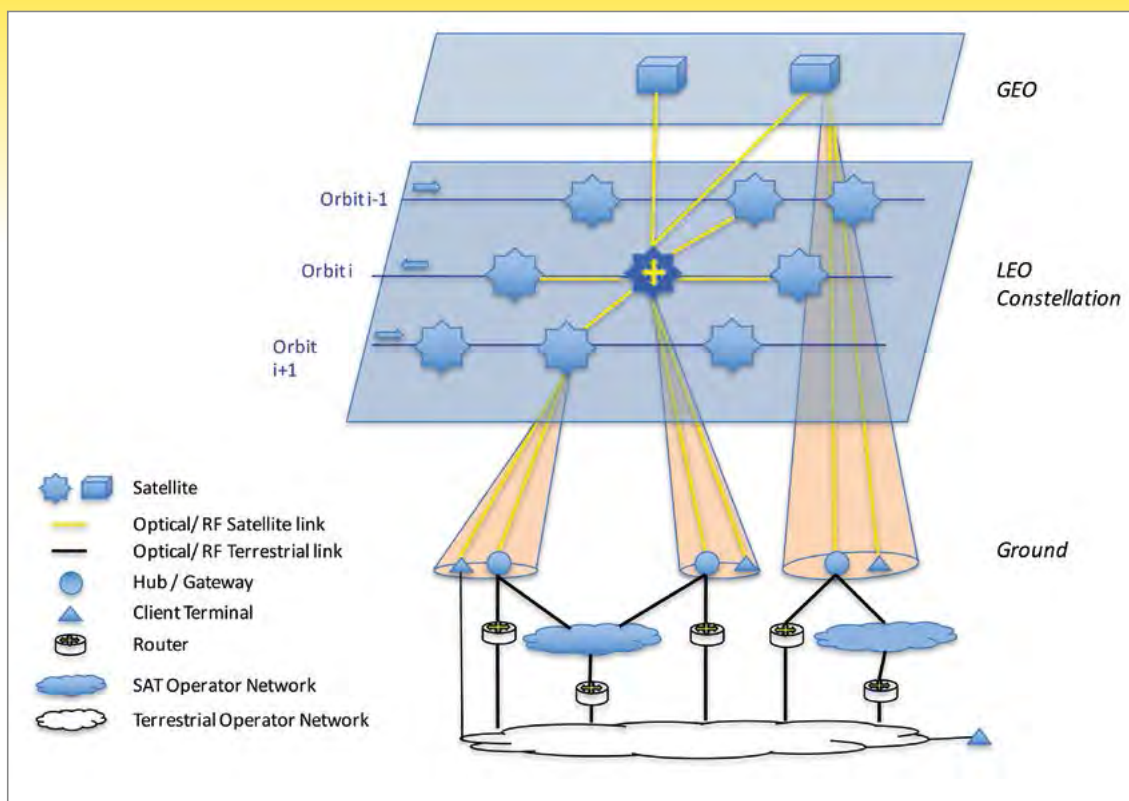 GEO
Orbit i-1
Orbit i
LEO
Constellation
Orbit
i+1
Satellite
Optical/ RF Satellite link
Optical/ RF Terrestrial link
Hub / Gateway
Client Terminal
Router
SAT Operator Network
Terrestrial Operator Network
Ground